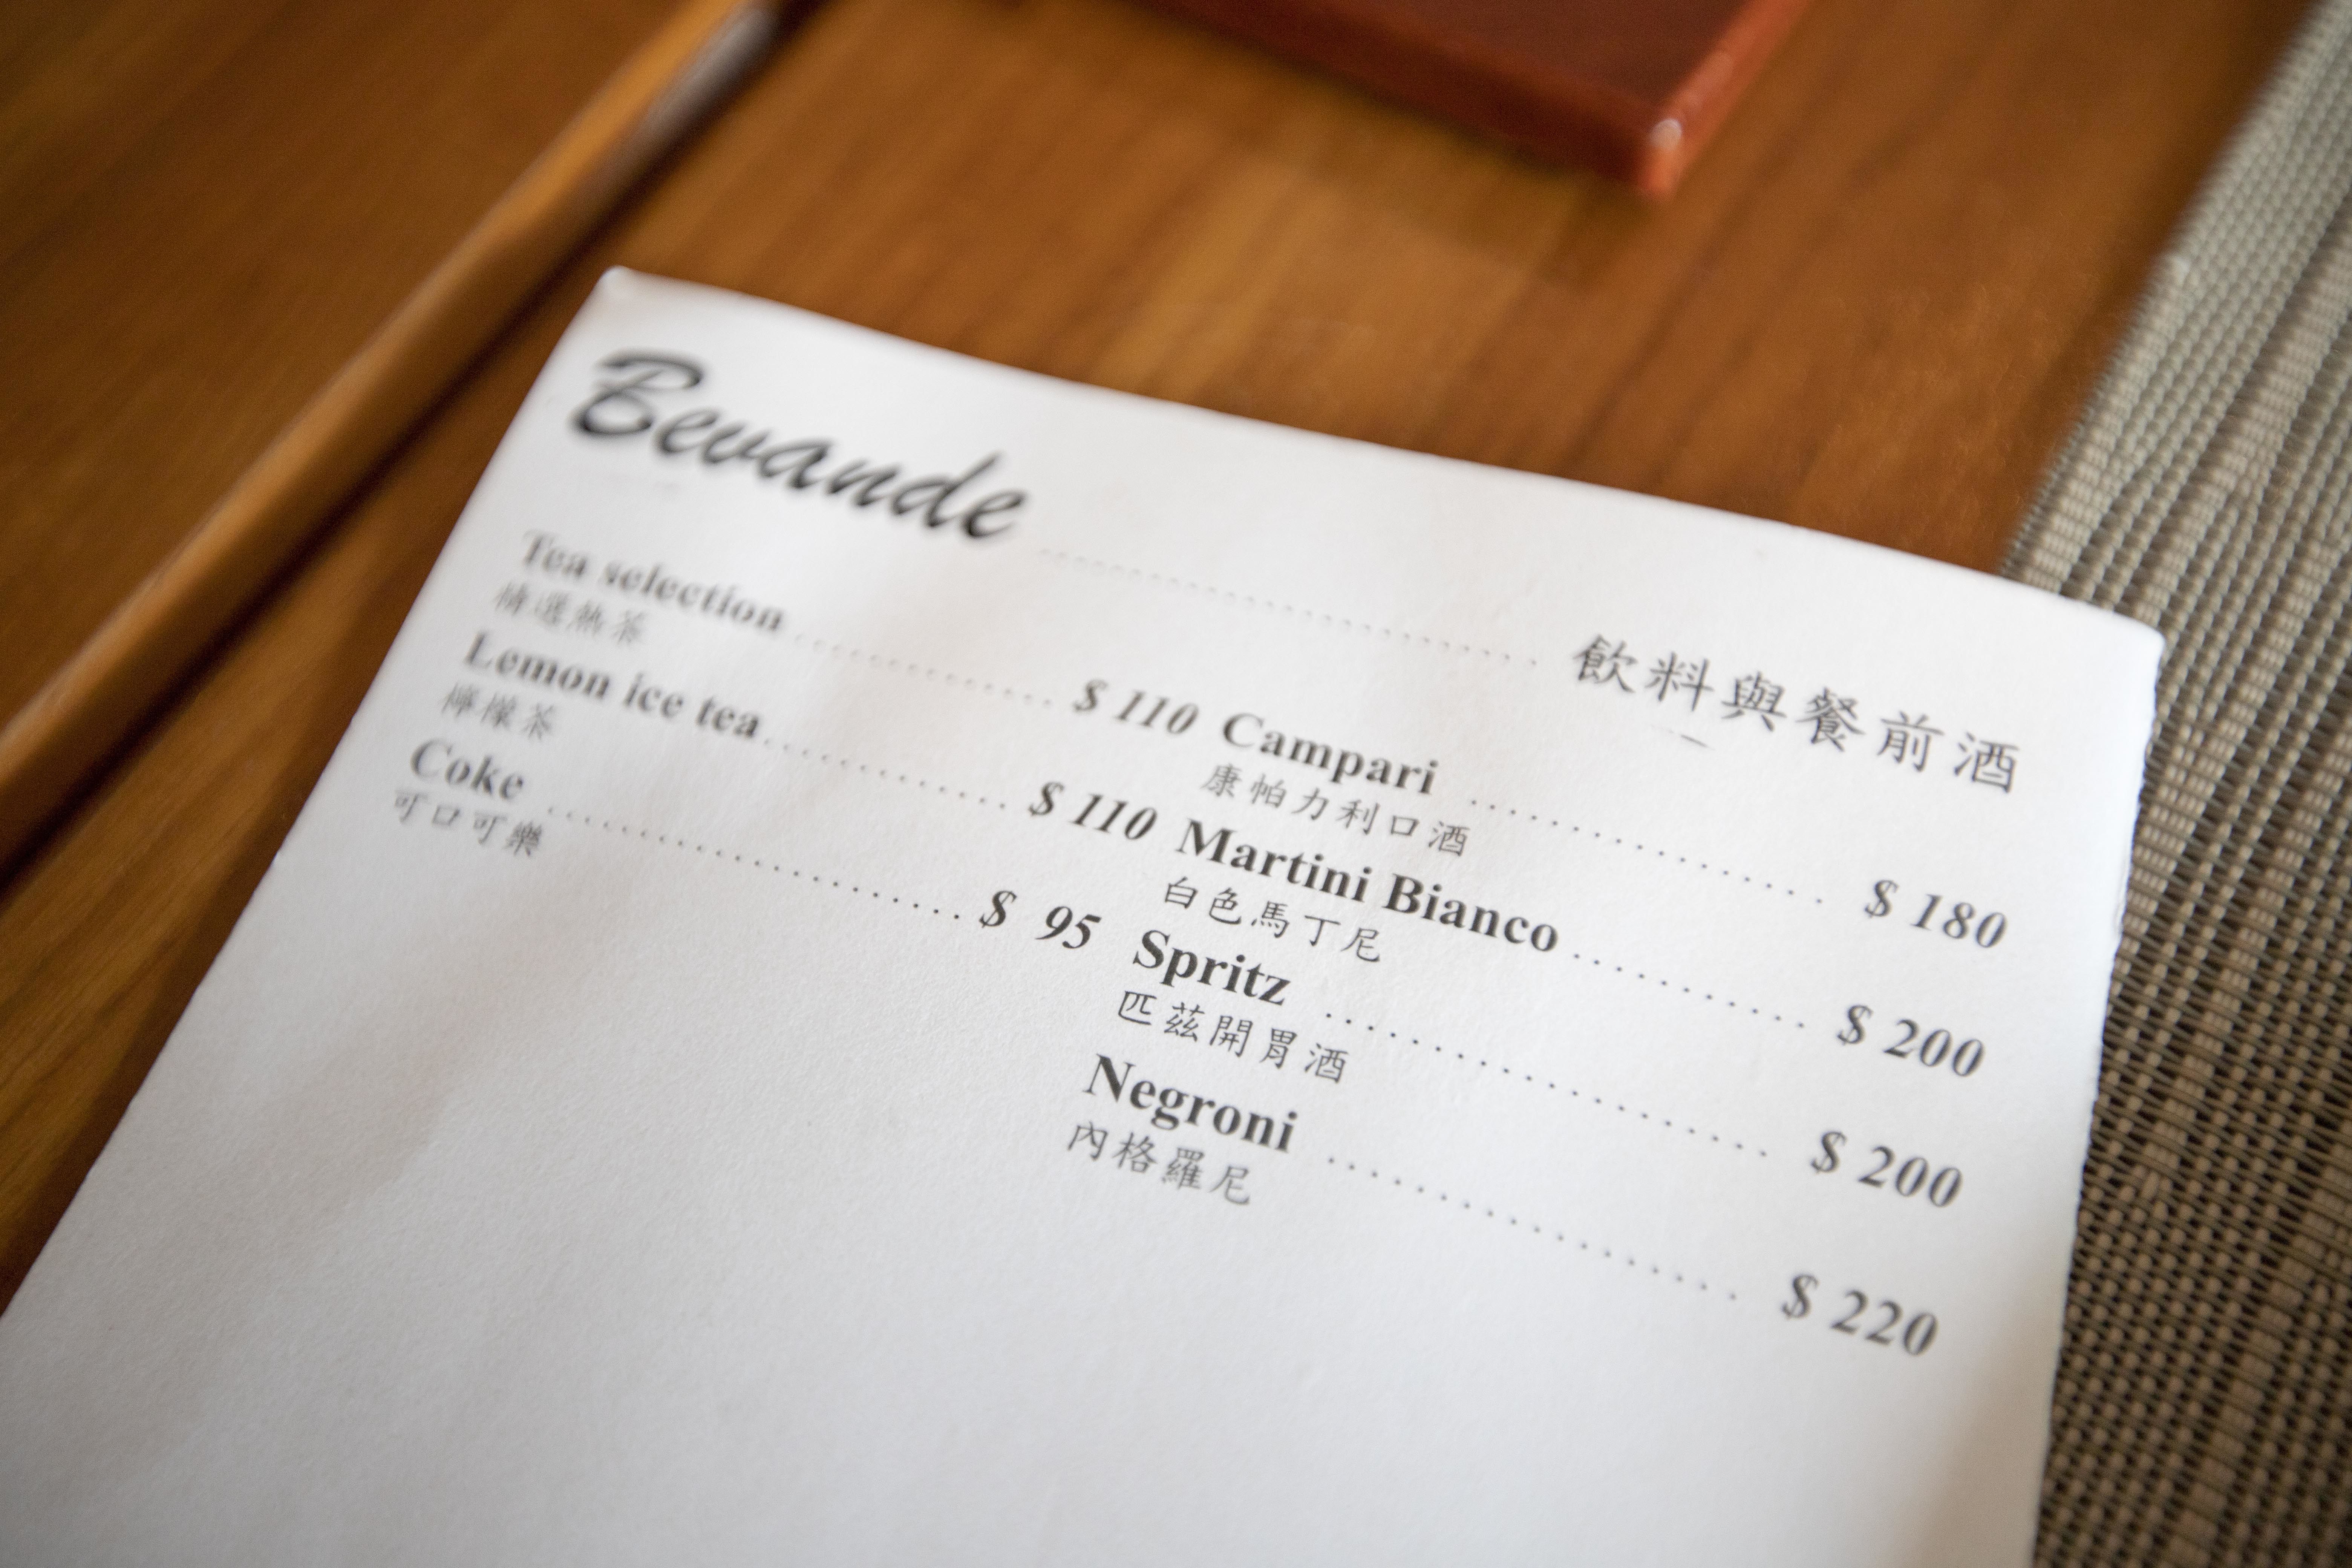 Bevande ........ 飲料與餐前酒
Tea selection ........ $ 110
精選熱茶
Lemon ice tea ........ $ 110
檸檬茶
Coke ........ $ 95
可口可樂
Campari ........ $ 180
康帕力利口酒
Martini Bianco ........ $ 200
白色馬丁尼
Spritz ........ $ 200
匹茲開胃酒
Negroni ........ $ 220
內格羅尼